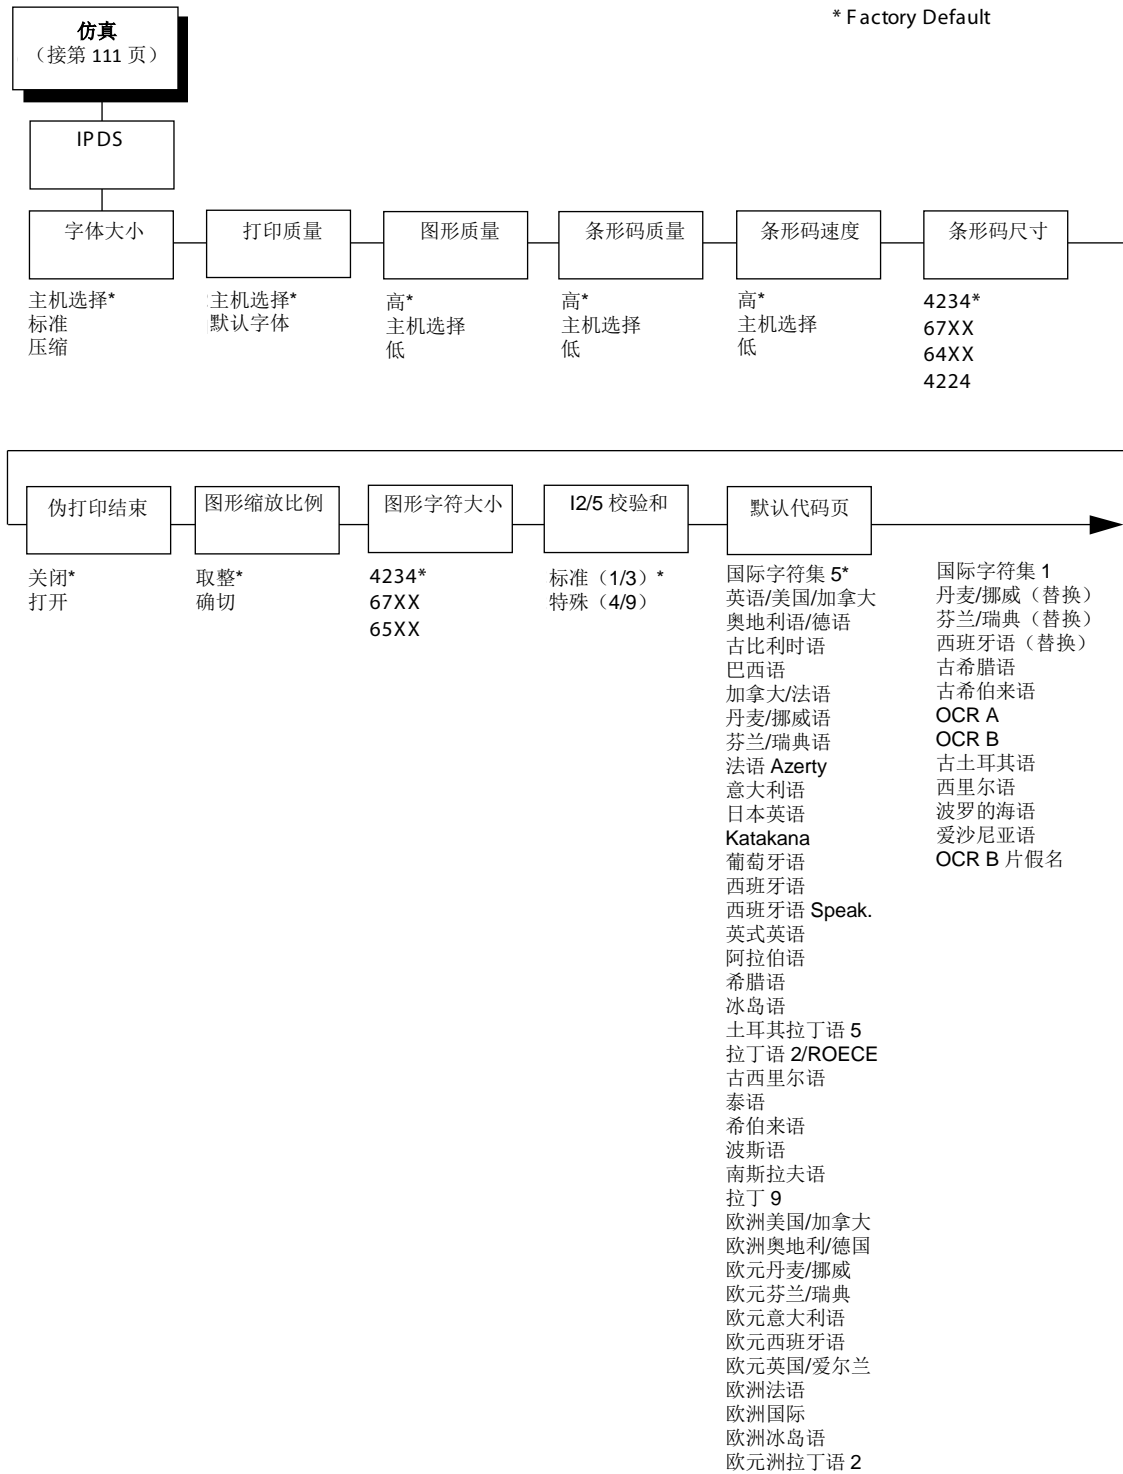 * Factory Default
仿真
（接第 111 页）
IPDS
字体大小
打印质量
图形质量
条形码质量
条形码速度
条形码尺寸
主机选择*
标准
压缩
主机选择*
默认字体
高*
主机选择
低
高*
主机选择
低
高*
主机选择
低
4234*
67XX
64XX
4224
伪打印结束
图形缩放比例
图形字符大小
I2/5 校验和
默认代码页
关闭*
打开
取整*
确切
4234*
67XX
65XX
标准（1/3）*
特殊（4/9）
国际字符集 5*
英语/美国/加拿大
奥地利语/德语
古比利时语
巴西语
加拿大/法语
丹麦/挪威语
芬兰/瑞典语
法语 Azerty
意大利语
日本英语
Katakana
葡萄牙语
西班牙语
西班牙语 Speak.
英式英语
阿拉伯语
希腊语
冰岛语
土耳其拉丁语 5
拉丁语 2/ROECE
古西里尔语
泰语
希伯来语
波斯语
南斯拉夫语
拉丁 9
欧洲美国/加拿大
欧洲奥地利/德国
欧元丹麦/挪威
欧元芬兰/瑞典
欧元意大利语
欧元西班牙语
欧元英国/爱尔兰
欧洲法语
欧洲国际
欧洲冰岛语
欧元洲拉丁语 2
国际字符集 1
丹麦/挪威（替换）
芬兰/瑞典（替换）
西班牙语（替换）
古希腊语
古希伯来语
OCR A
OCR B
古土耳其语
西里尔语
波罗的海语
爱沙尼亚语
OCR B 片假名